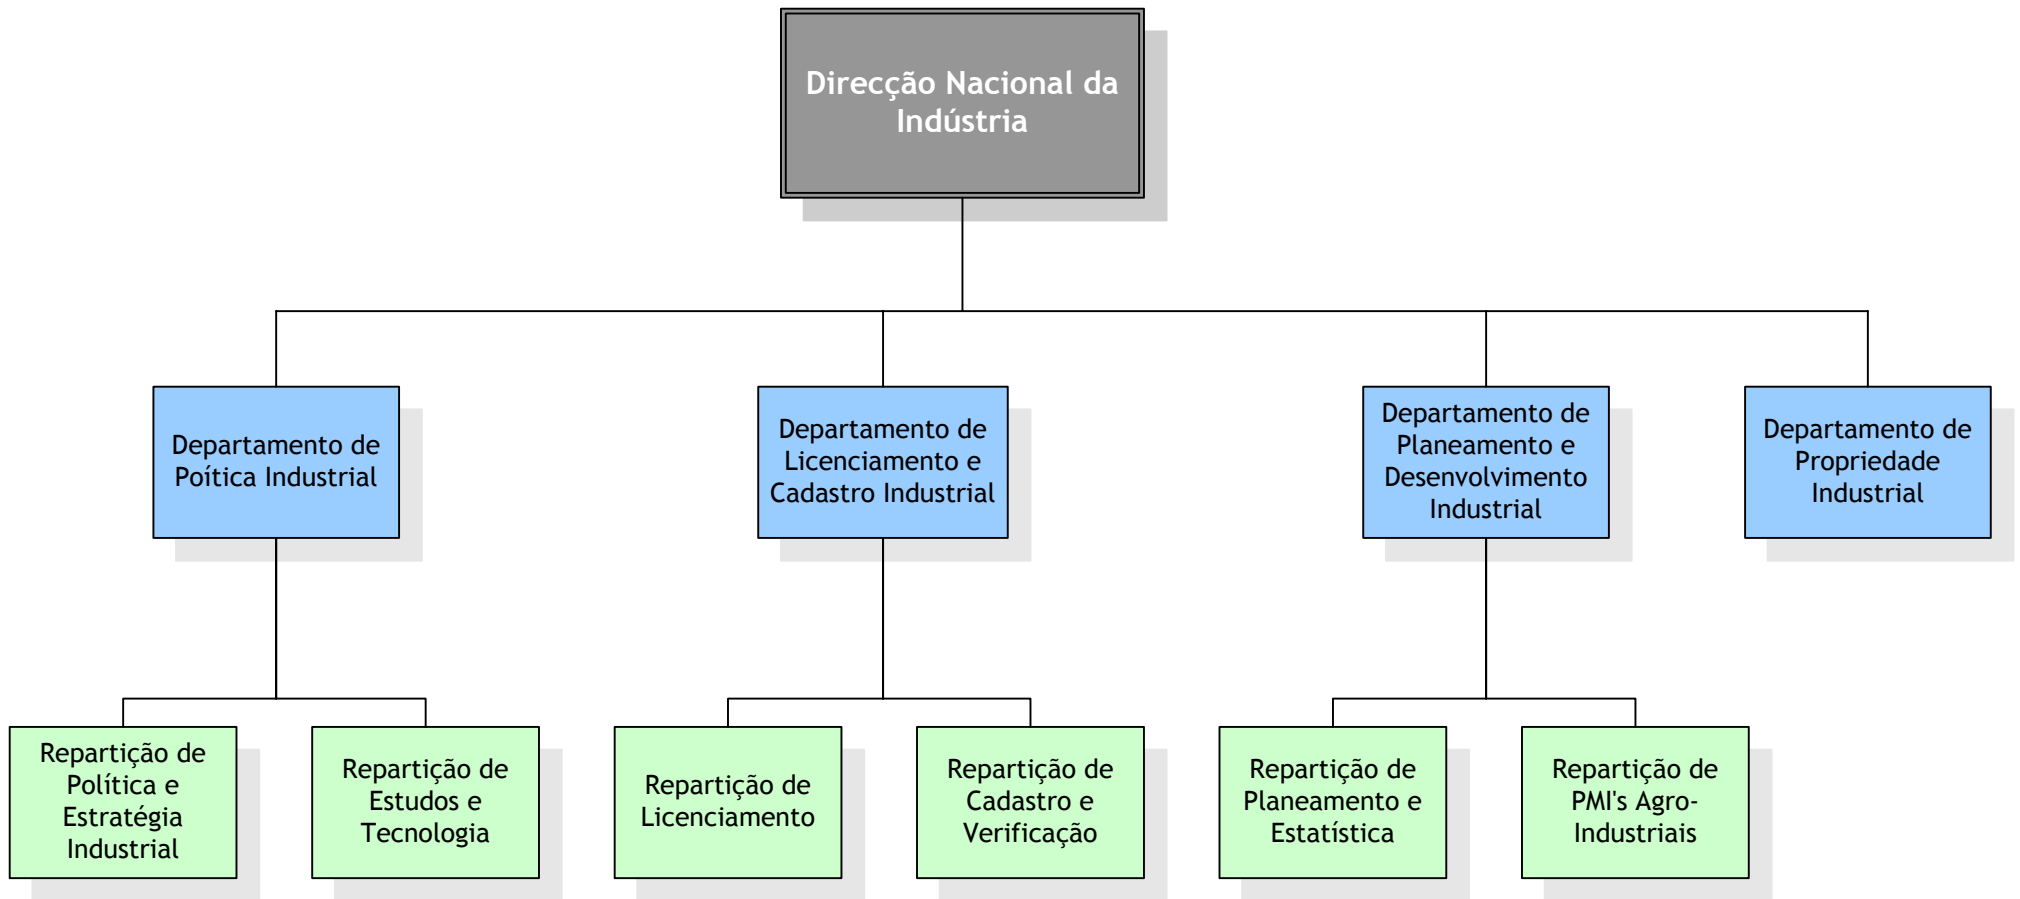 Direcção Nacional da
Indústria
Departamento de
Poítica Industrial
Departamento de
Licenciamento e
Cadastro Industrial
Departamento de
Planeamento e
Desenvolvimento
Industrial
Departamento de
Propriedade
Industrial
Repartição de
Política e
Estratégia
Industrial
Repartição de
Estudos e
Tecnologia
Repartição de
Licenciamento
Repartição de
Cadastro e
Verificação
Repartição de
Planeamento e
Estatística
Repartição de
PMI's Agro-
Industriais